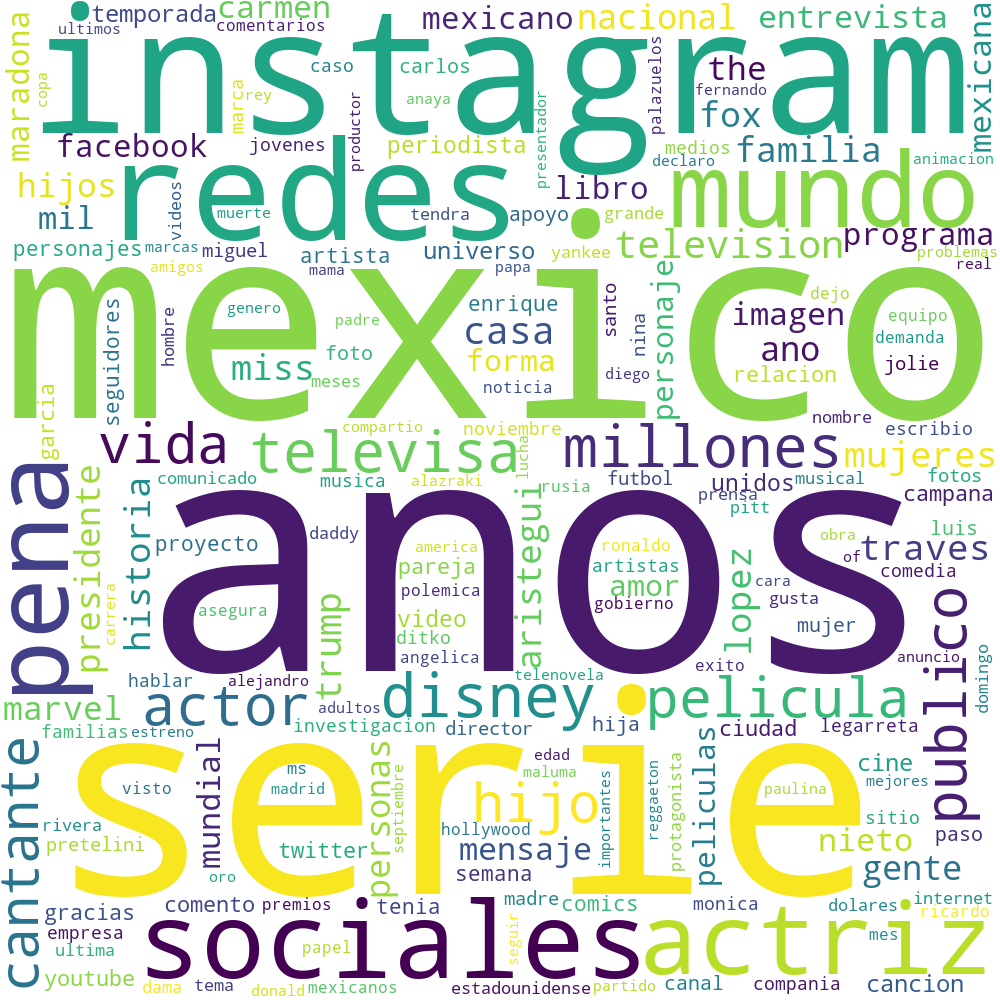 temporada
carmen
mexicano
nacional
entrevista
mexicana
ultimos
comentarios
instagram
maradona
copa
caso
carlos
the
palazuelos
marca
rey
anaya
fernando
fox
facebook
jovenes
productor
periodista
presentador
medios
familia
declaro
animacion
redes
hijos
libro
mundo
mil
videos
muerte
tendra
apoyo
grande
personajes
marcas
miguel
artista
universo
yankee
television
programa
problemas
amigos
mama
papa
real
mexico
genero
enrique
santo
personaje
dejo
seguidores
hombre
padre
casa
nina
imagen
equipo
miss
foto
forma
ano
demanda
meses
noticia
diego
relacion
jolie
garcia
compartio
noviembre
nombre
escribio
vida
televisa
lucha
millones
mujeres
pena
presidente
comunicado
musica
alazraki
rusia
futbol
unidos
musical
fotos
historia
prensa
campana
pitt
anos
proyecto
daddy
america
aristegui
ronaldo
obra
luis
traves
pareja
artistas
of
polemica
amor
cara
comedia
carrera
asegura
trump
video
gobierno
lopez
gusta
publico
ditko
mujer
angelica
exito
anuncio
hablar
alejandro
telenovela
domingo
marvel
actor
adultos
disney
pelicula
familias
estreno
investigacion
director
hija
ciudad
legarreta
cantante
mundial
ms
personas
edad
peliculas
cine
serie
maluma
mejores
visto
madrid
septiembre
hijo
importantes
reggaeton
protagonista
paulina
sitio
rivera
hollywood
nieto
paso
pretelini
twitter
mensaje
gente
oro
semana
gracias
comento
premios
tenia
madre
comics
monica
dolares
internet
empresa
sociales
actriz
ricardo
ultima
papel
seguir
mes
youtube
dama
tema
donald
mexicanos
estadounidense
partido
canal
compania
cancion